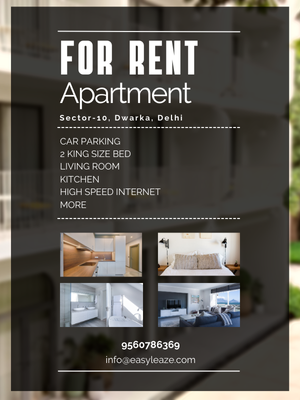 FOR RENT
Apartment
Sector-10, Dwarka, Delhi
CAR PARKING
2 KING SIZE BED
LIVING ROOM
KITCHEN
HIGH SPEED INTERNET
MORE
9560786369
info@easyleaze.com